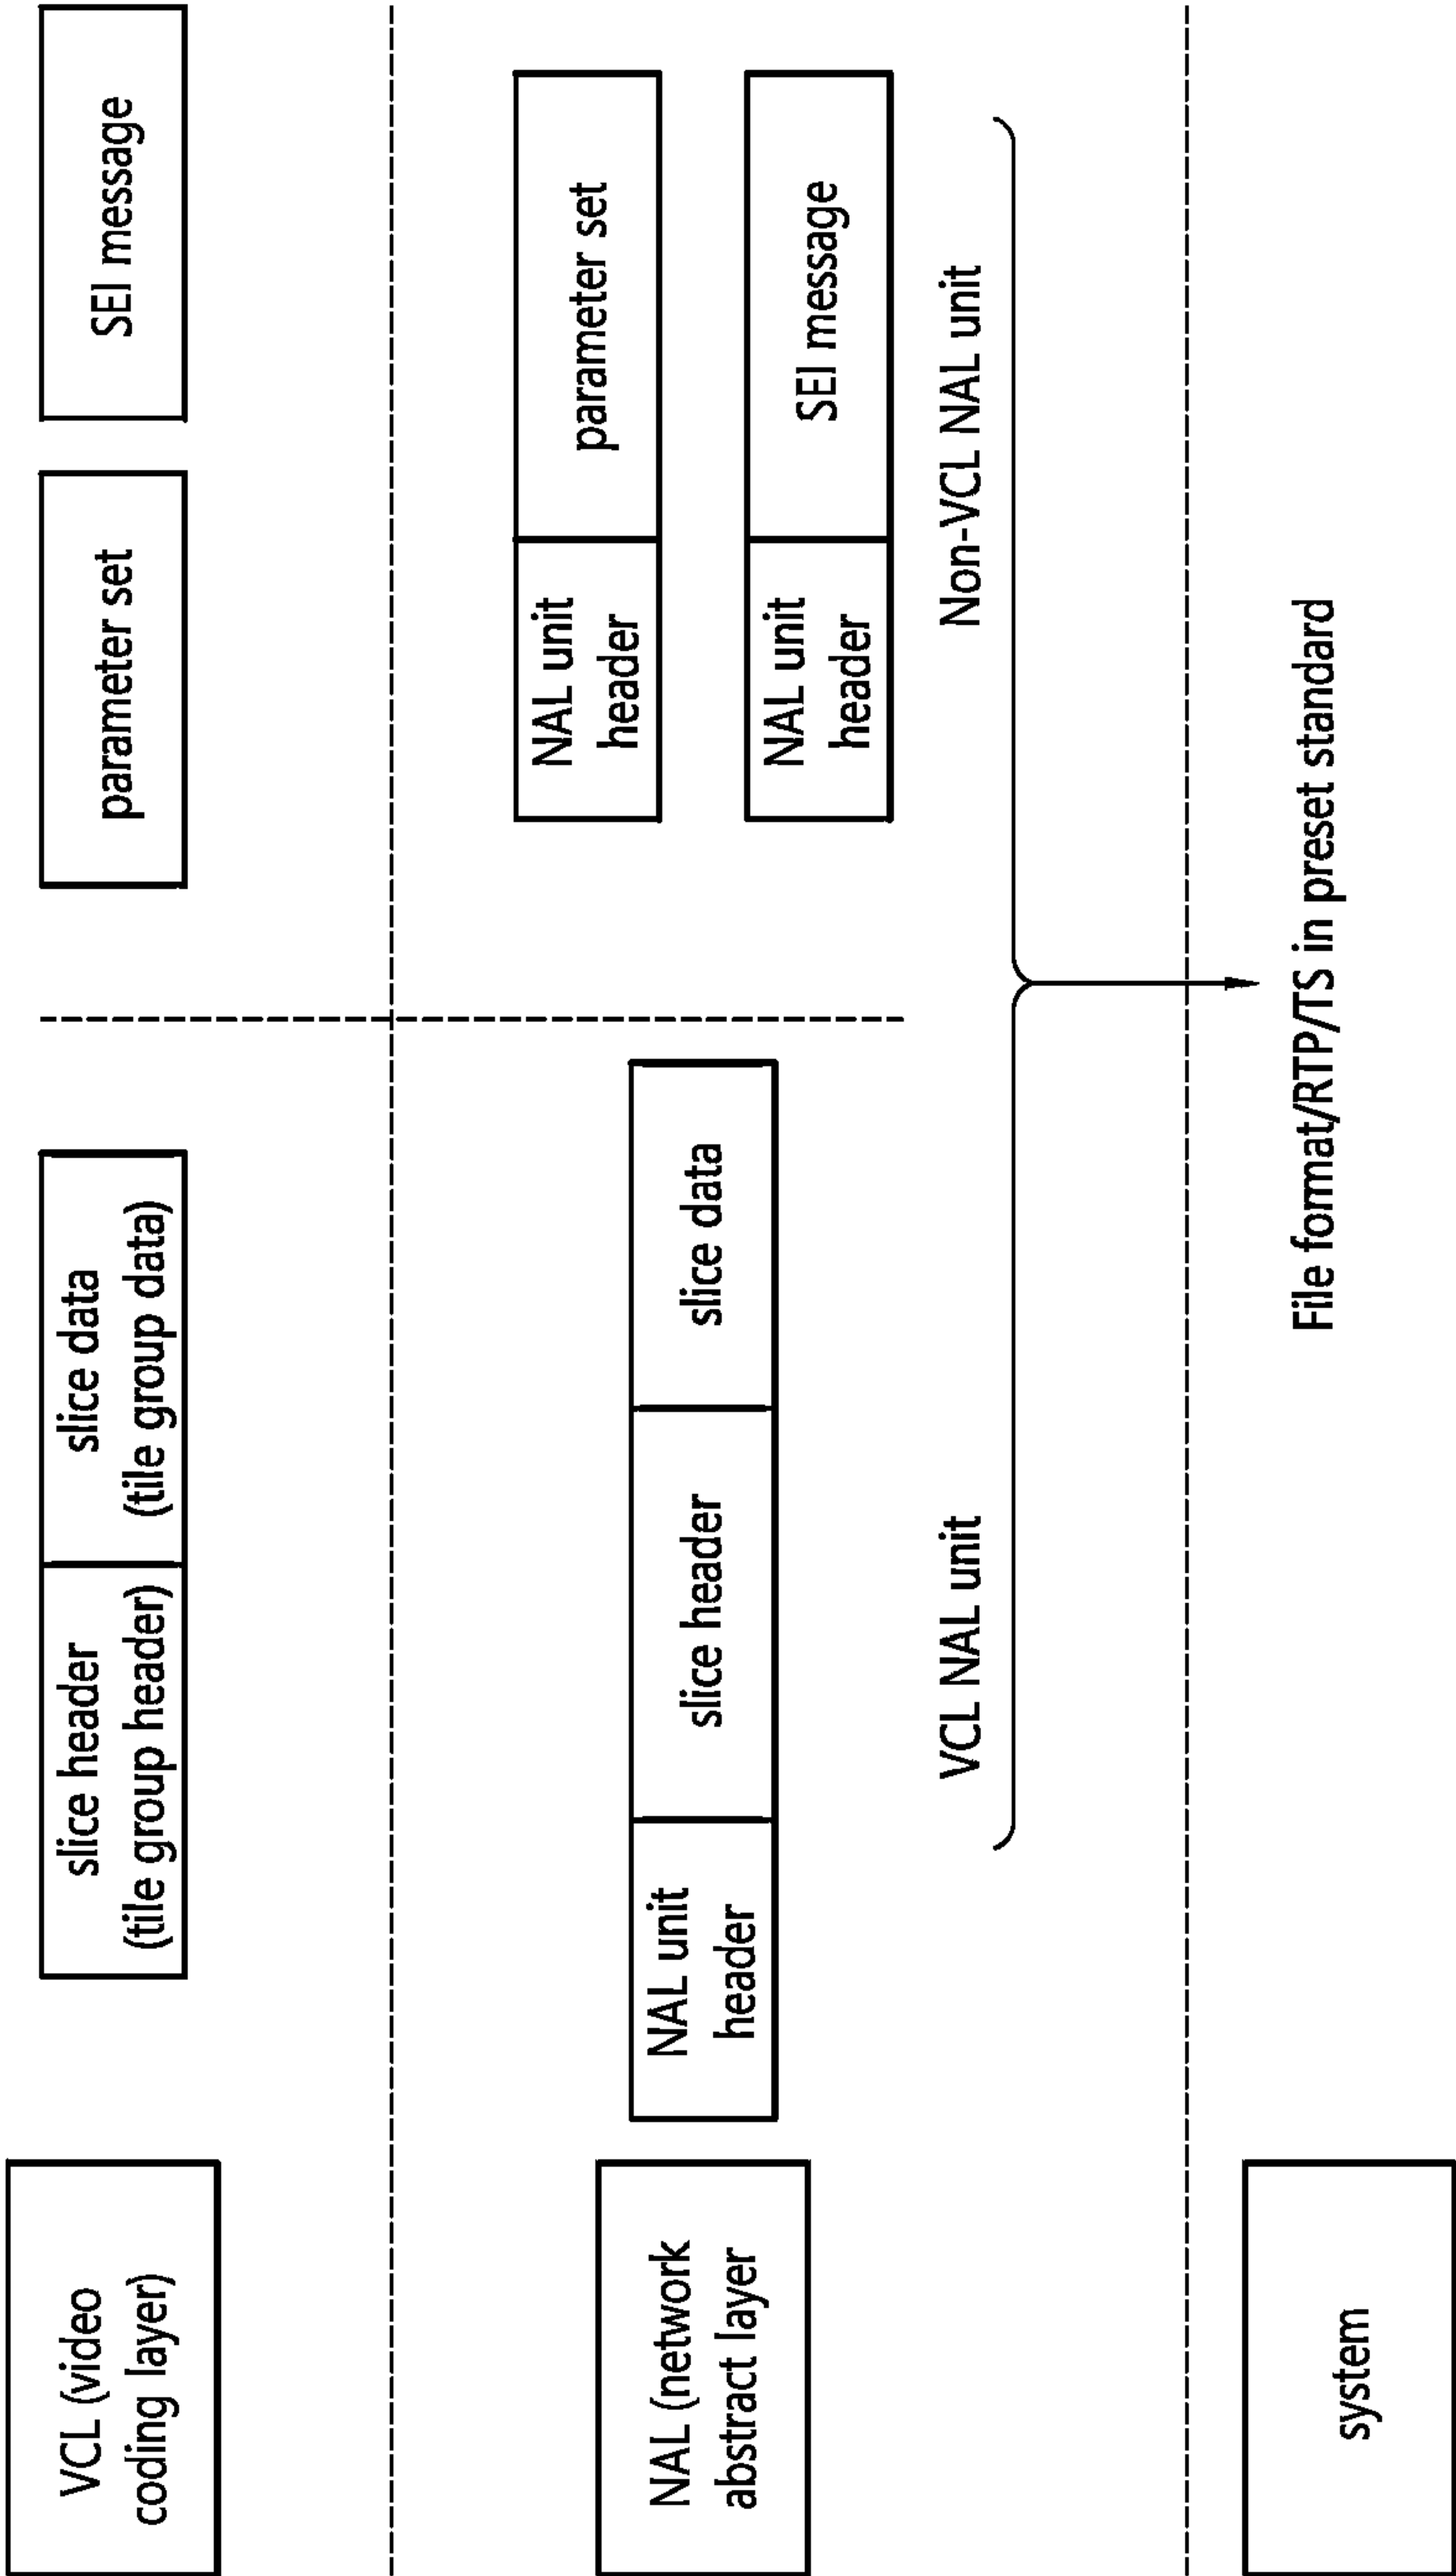 VCL (video
coding layer)
slice header
(tile group header)
slice data
(tile group data)
parameter set
SEI message
NAL (network
abstract layer
NAL unit
header
slice header
slice data
NAL unit
header
parameter set
NAL unit
header
SEI message
VCL NAL unit
Non-VCL NAL unit
system
File format/RTP/TS in preset standard